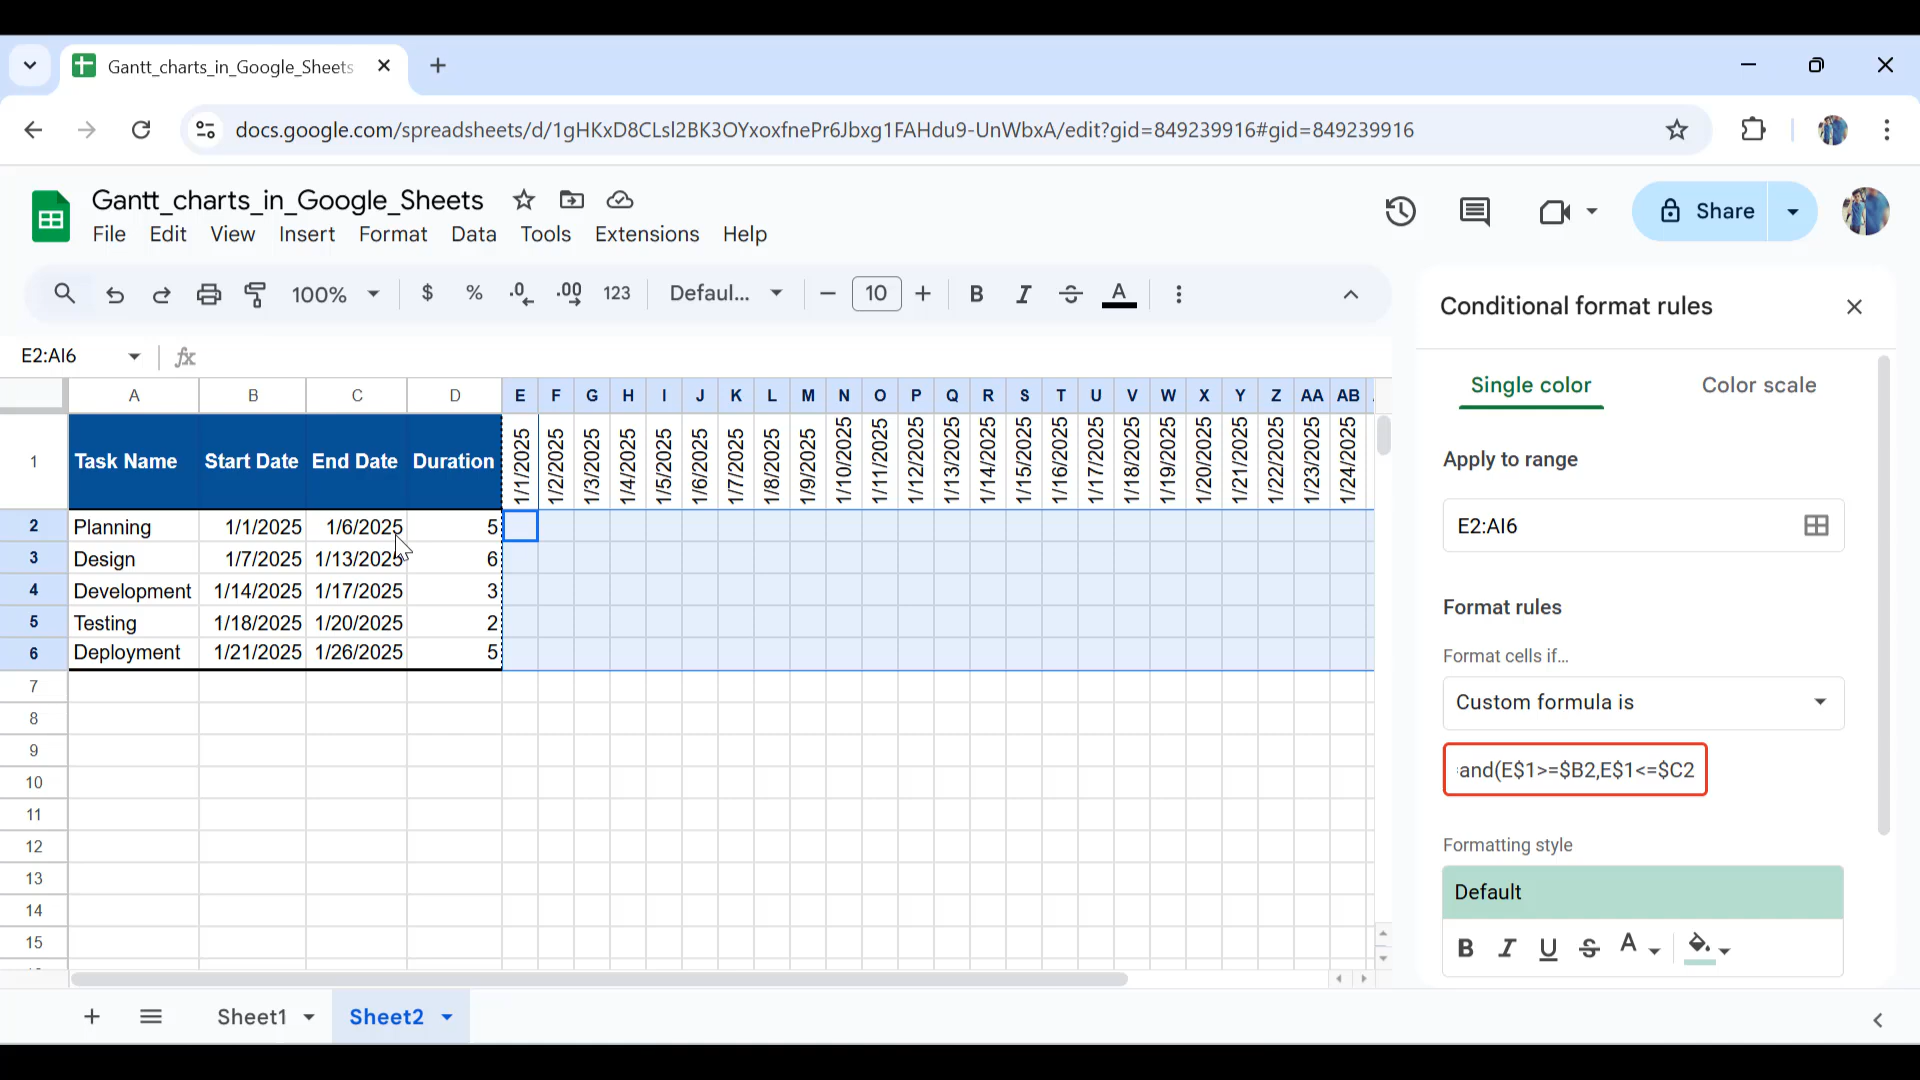 Gantt_charts_in_Google_Sheets
docs.google.com/spreadsheets/d/1gHKxD8CLsl2BK3OYxoxfnePr6Jbxg1FAHdu9-UnWbxA/edit?gid=849239916#gid=849239916
Gantt_charts_in_Google_Sheets
File Edit View Insert Format Data Tools Extensions Help
Share
100% $ % .0 .00 123 Defaul... 10 B I S A
E2:AI6 fx
A B C D E F G H I J K L M N O P Q R S T U V W X Y Z AA AB
1 Task Name Start Date End Date Duration 1/1/2025 1/2/2025 1/3/2025 1/4/2025 1/5/2025 1/6/2025 1/7/2025 1/8/2025 1/9/2025 1/10/2025 1/11/2025 1/12/2025 1/13/2025 1/14/2025 1/15/2025 1/16/2025 1/17/2025 1/18/2025 1/19/2025 1/20/2025 1/21/2025 1/22/2025 1/23/2025 1/24/2025
2 Planning 1/1/2025 1/6/2025 5
3 Design 1/7/2025 1/13/2025 6
4 Development 1/14/2025 1/17/2025 3
5 Testing 1/18/2025 1/20/2025 2
6 Deployment 1/21/2025 1/26/2025 5
7
8
9
10
11
12
13
14
15
Conditional format rules
Single color Color scale
Apply to range
E2:AI6
Format rules
Format cells if…
Custom formula is
and(E$1>=$B2,E$1<=$C2
Formatting style
Default
B I U S A
Sheet1 Sheet2